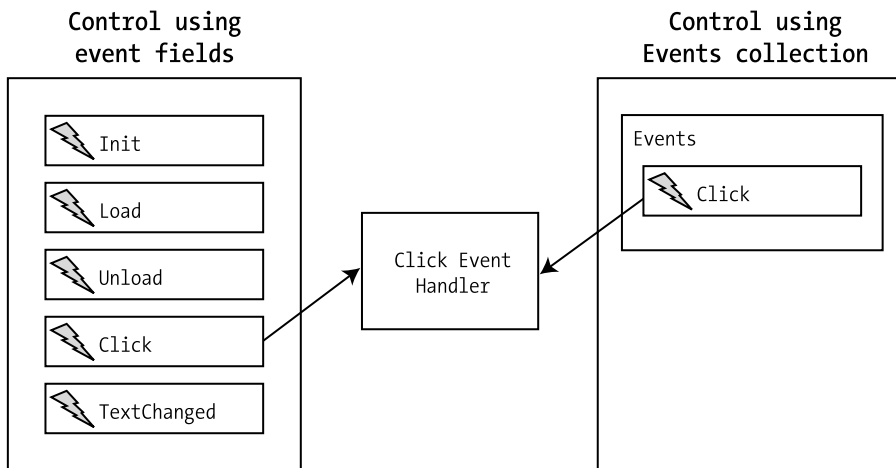 Control using
event fields
Init
Load
Unload
Click
TextChanged
Click Event
Handler
Control using
Events collection
Events
Click